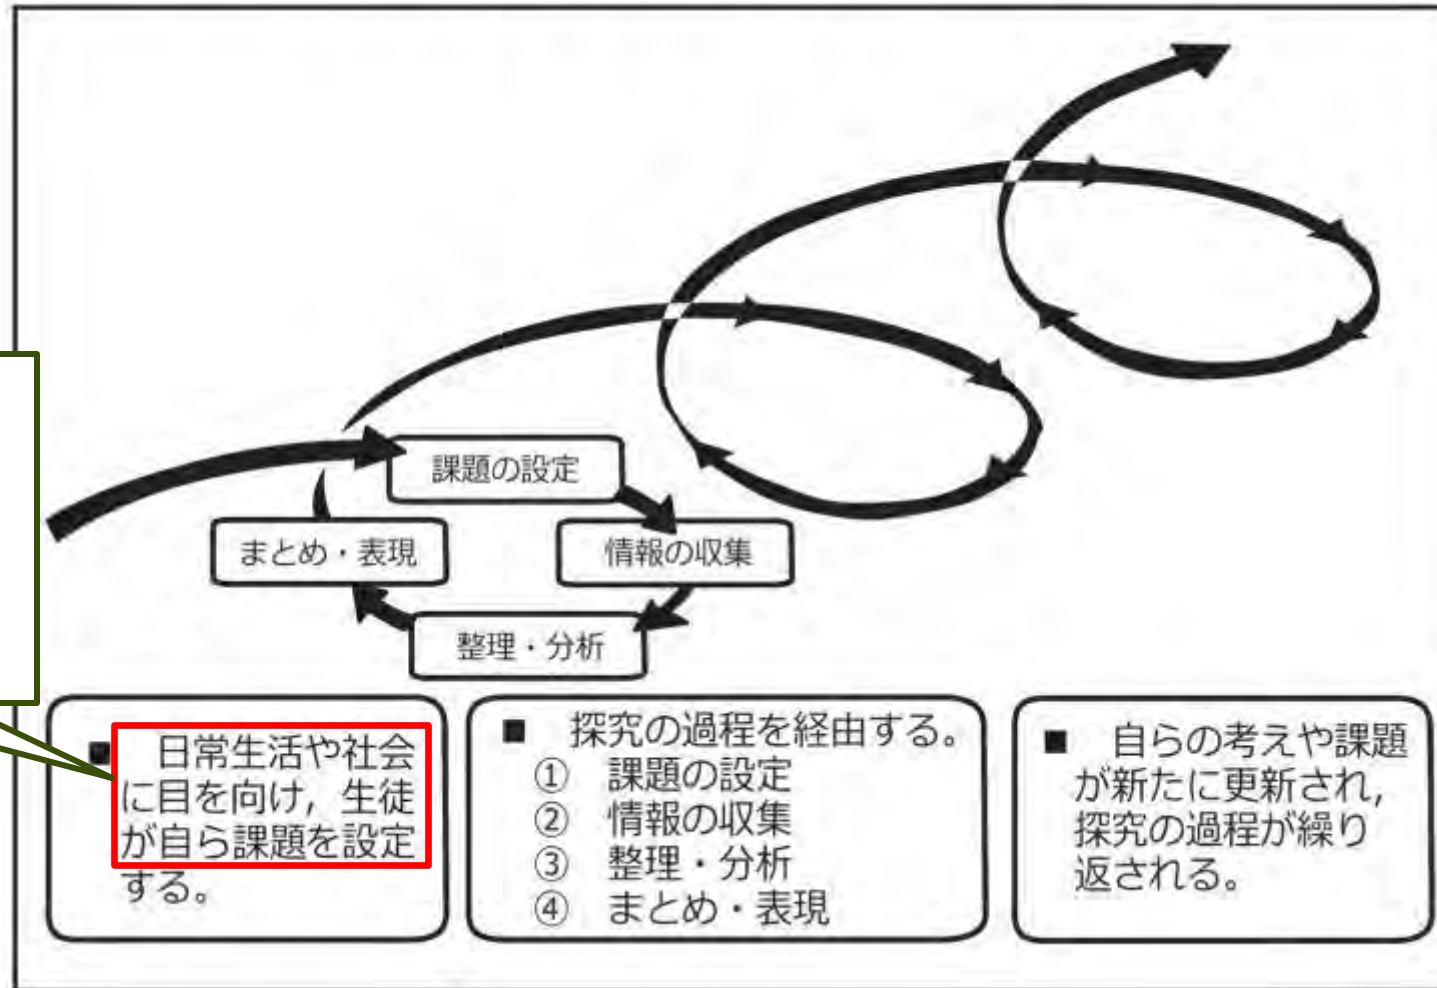 課題の設定
まとめ・表現
情報の収集
整理・分析
■　日常生活や社会
に目を向け，生徒
が自ら課題を設定
する。
■　探究の過程を経由する。
①　課題の設定
②　情報の収集
③　整理・分析
④　まとめ・表現
■　自らの考えや課題
が新たに更新され，
探究の過程が繰り
返される。